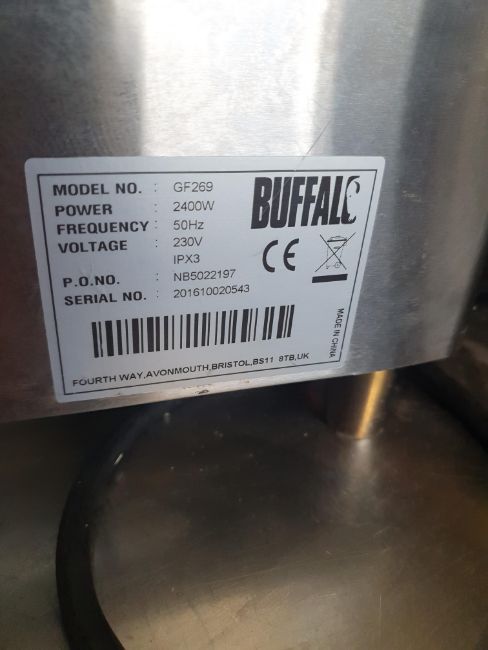 BUFFALO
MODEL NO. : GF269
POWER : 2400W
FREQUENCY : 50Hz
VOLTAGE : 230V
IPX3
P.O.NO. : NB5022197
SERIAL NO. : 201610020543
CE
MADE IN CHINA
FOURTH WAY,AVONMOUTH,BRISTOL,BS11 8TB,UK